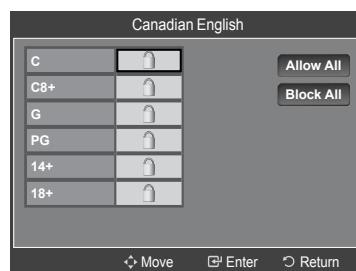 Canadian English
C
Allow All
C8+
Block All
G
PG
14+
18+
Move Enter Return